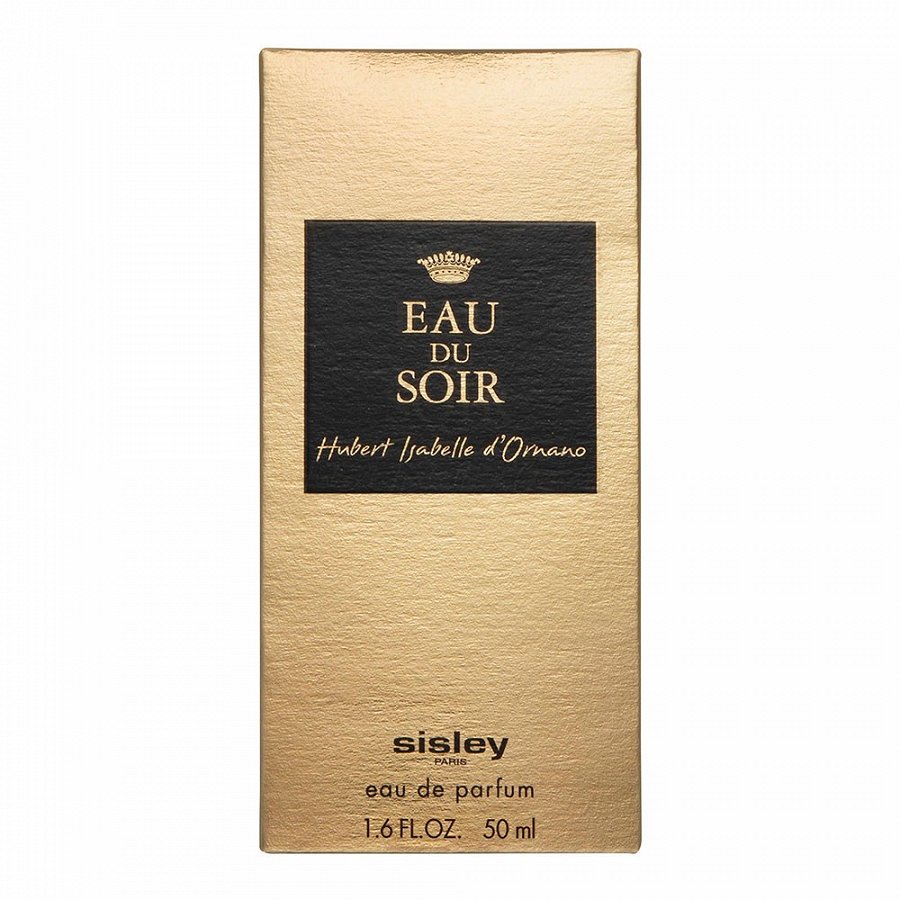 EAU
DU
SOIR
Hubert Isabelle d'Ornano
sisley
PARIS
eau de parfum
1.6 FL.OZ. 50 ml